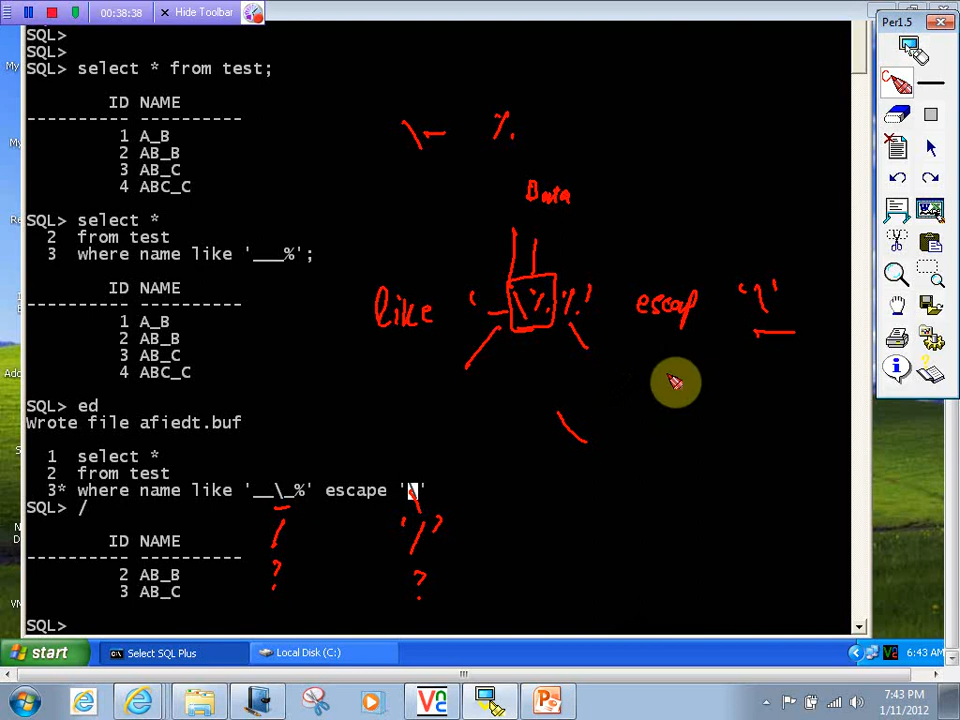 00:38:38 Hide Toolbar
Per1.5
SQL>
SQL>
SQL> select * from test;
ID NAME
---------- ----------
1 A_B
2 AB_B
3 AB_C
4 ABC_C
\_ %
Data
SQL> select *
2 from test
3 where name like '___%';
like '_\%%' escap '\'
ID NAME
---------- ----------
1 A_B
2 AB_B
3 AB_C
4 ABC_C
SQL> ed
Wrote file afiedt.buf
\
1 select *
2 from test
3* where name like '__\_%' escape '\'
SQL> /
/ '/'
? ?
ID NAME
---------- ----------
2 AB_B
3 AB_C
SQL>
start Select SQL Plus Local Disk (C:) 6:43 AM
7:43 PM
1/11/2012